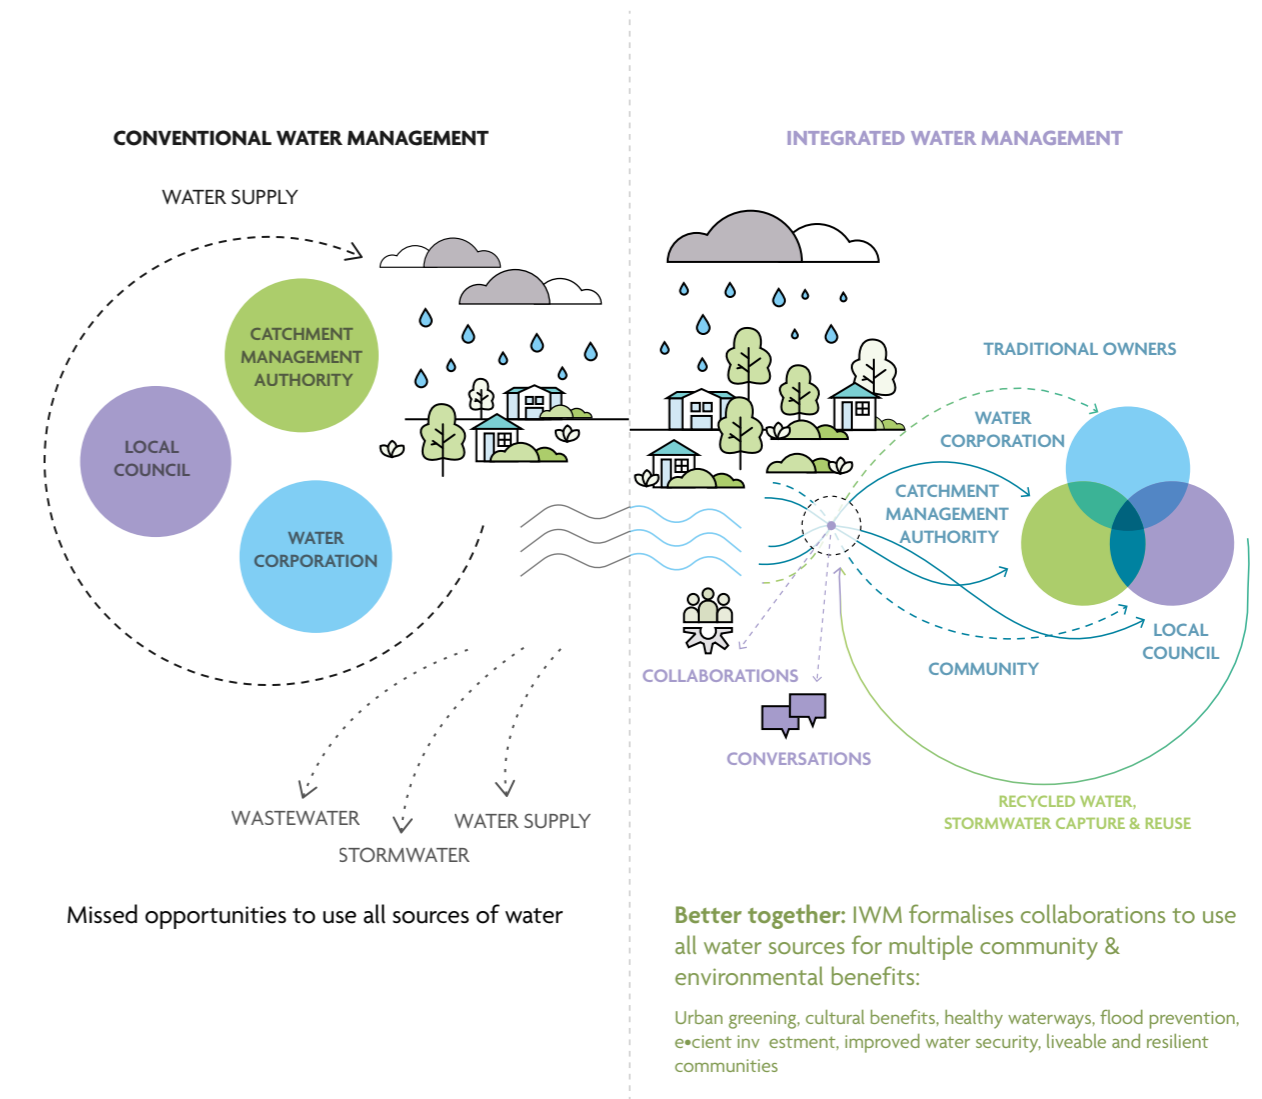 CONVENTIONAL WATER MANAGEMENT
WATER SUPPLY
CATCHMENT
MANAGEMENT
AUTHORITY
LOCAL
COUNCIL
WATER
CORPORATION
WASTEWATER
WATER SUPPLY
STORMWATER
Missed opportunities to use all sources of water
INTEGRATED WATER MANAGEMENT
TRADITIONAL OWNERS
WATER
CORPORATION
CATCHMENT
MANAGEMENT
AUTHORITY
LOCAL
COUNCIL
COMMUNITY
COLLABORATIONS
CONVERSATIONS
RECYCLED WATER,
STORMWATER CAPTURE & REUSE
Better together: IWM formalises collaborations to use
all water sources for multiple community &
environmental benefits:
Urban greening, cultural benefits, healthy waterways, flood prevention,
e•cient inv estment, improved water security, liveable and resilient
communities